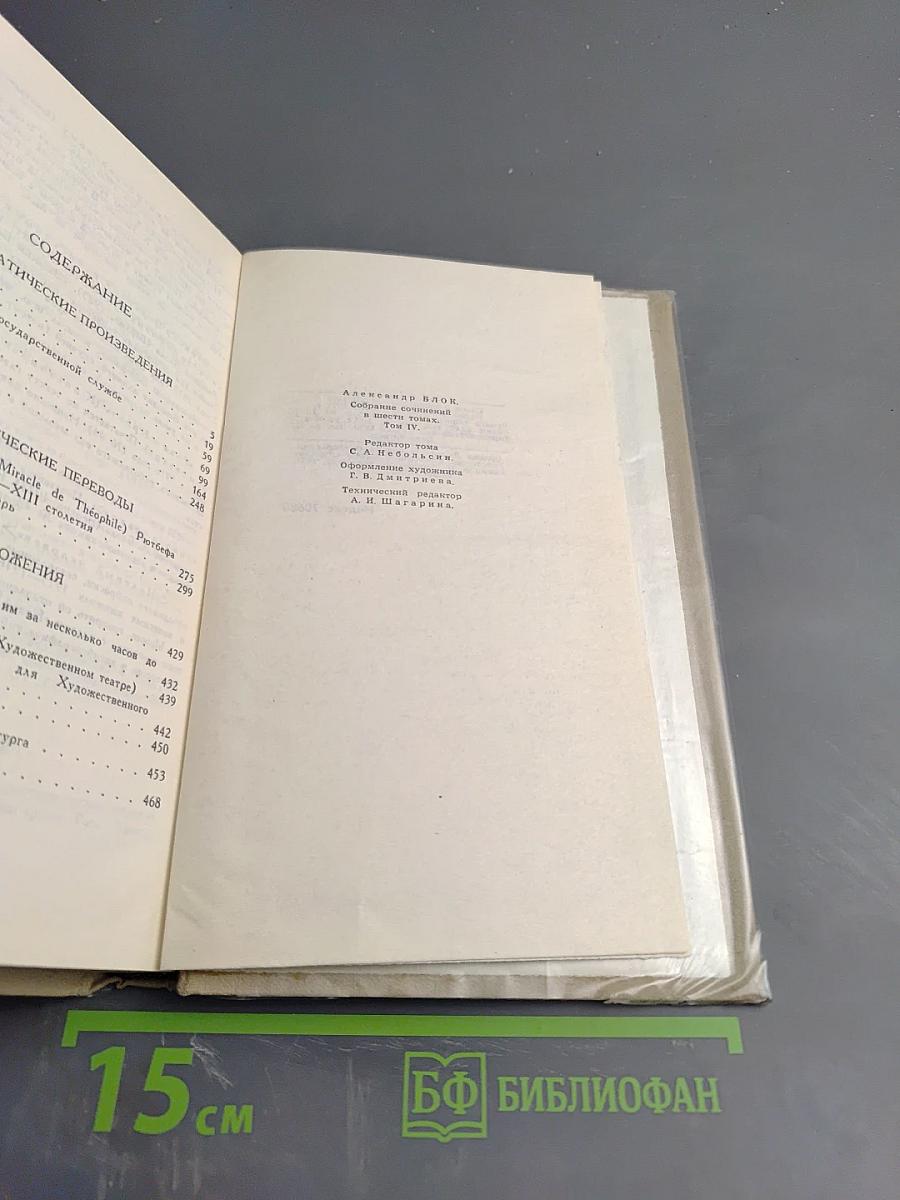 СОДЕРЖАНИЕ
АТИЧЕСКИЕ ПРОИЗВЕДЕНИЯ
5
осударственной службе
19
59
69
99
164
248
ЧЕСКИЕ ПЕРЕВОДЫ
Miracle de Théophile) Рютбефа
—XIII столетия
275
рь
299
ОЖЕНИЯ
429
им за несколько часов до
432
Художественном театре) . 439
для Художественного
442
450
урга
453
468
Александр БЛОК.
Собрание сочинений
в шести томах.
Том IV.
Редактор тома
С. А. Небольсин.
Оформление художника
Г. В. Дмитриева.
Технический редактор
А. И. Шагарина.
15 см
БФ БИБЛИОФАН